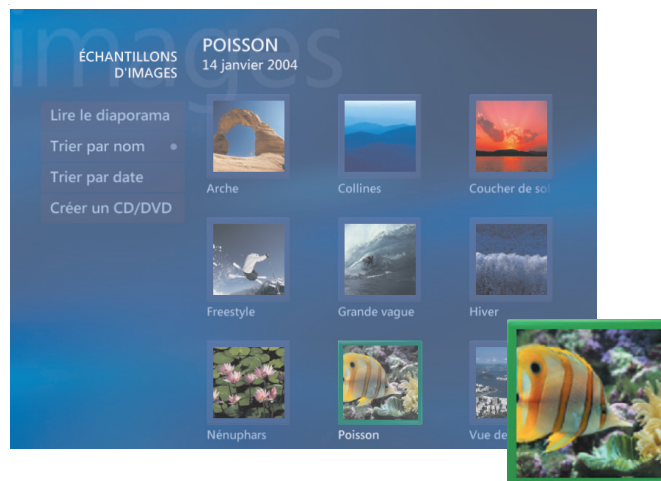 images
ÉCHANTILLONS
D'IMAGES
POISSON
14 janvier 2004
Lire le diaporama
Trier par nom
Trier par date
Créer un CD/DVD
Arche
Collines
Coucher de sol
Freestyle
Grande vague
Hiver
Nénuphars
Poisson
Vue de